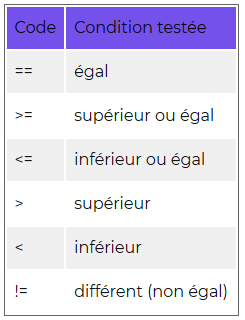 Code Condition testée
== égal
>= supérieur ou égal
<= inférieur ou égal
> supérieur
< inférieur
!= différent (non égal)